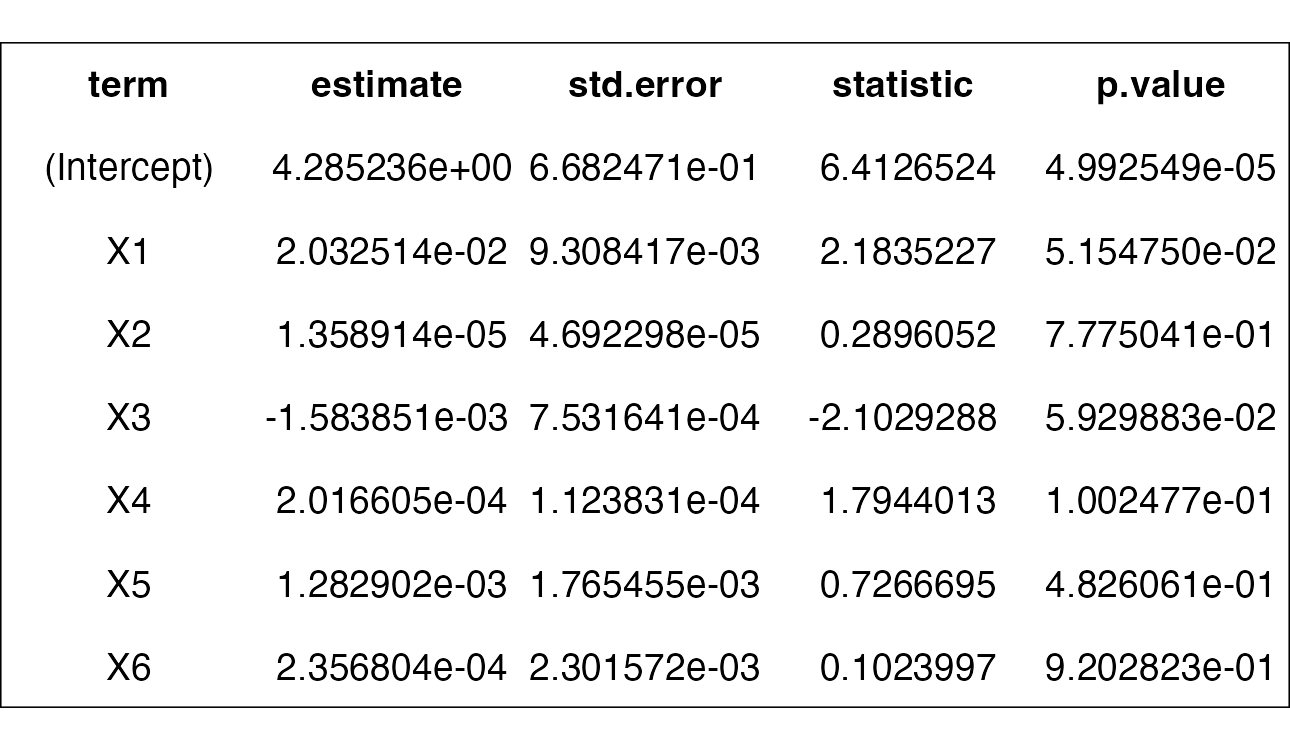 term estimate std.error statistic p.value
(Intercept) 4.285236e+00 6.682471e-01 6.4126524 4.992549e-05
X1 2.032514e-02 9.308417e-03 2.1835227 5.154750e-02
X2 1.358914e-05 4.692298e-05 0.2896052 7.775041e-01
X3 -1.583851e-03 7.531641e-04 -2.1029288 5.929883e-02
X4 2.016605e-04 1.123831e-04 1.7944013 1.002477e-01
X5 1.282902e-03 1.765455e-03 0.7266695 4.826061e-01
X6 2.356804e-04 2.301572e-03 0.1023997 9.202823e-01